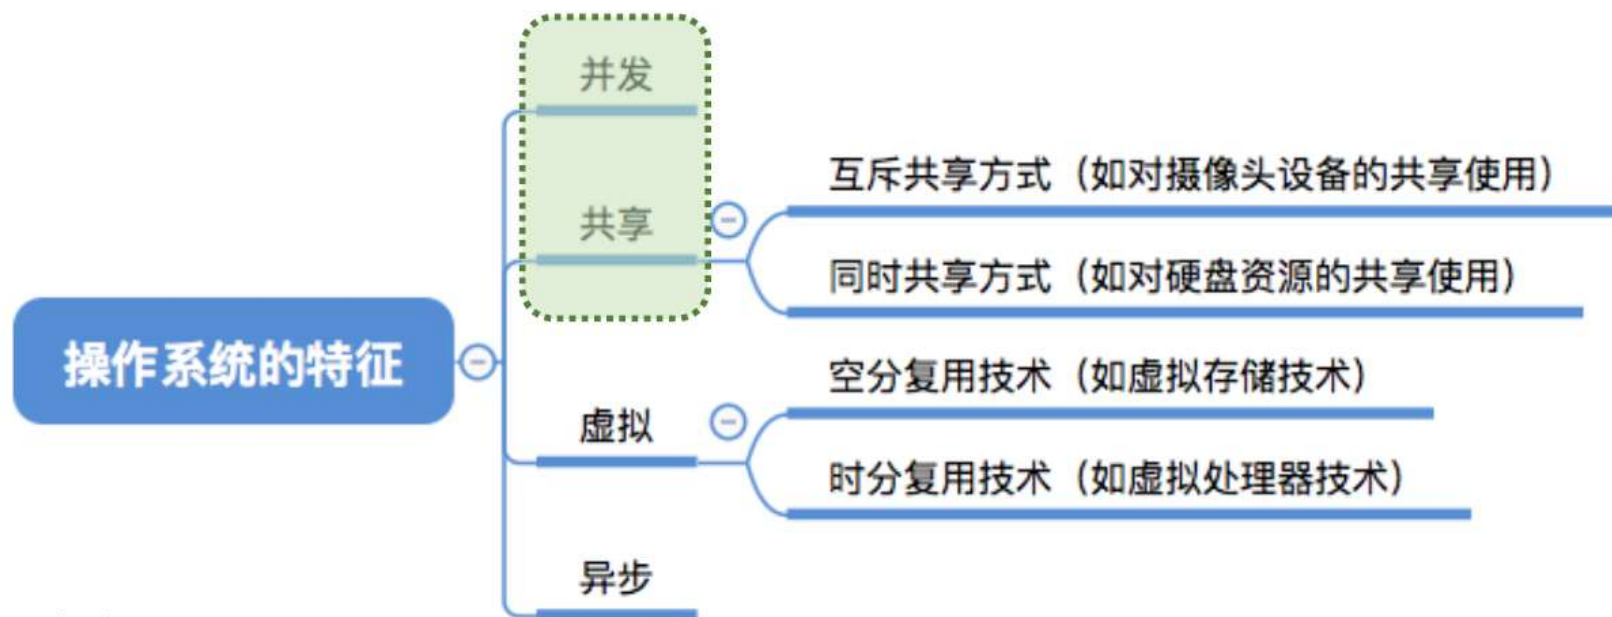 并发
互斥共享方式（如对摄像头设备的共享使用）
共享
同时共享方式（如对硬盘资源的共享使用）
操作系统的特征
空分复用技术（如虚拟存储技术）
虚拟
时分复用技术（如虚拟处理器技术）
异步